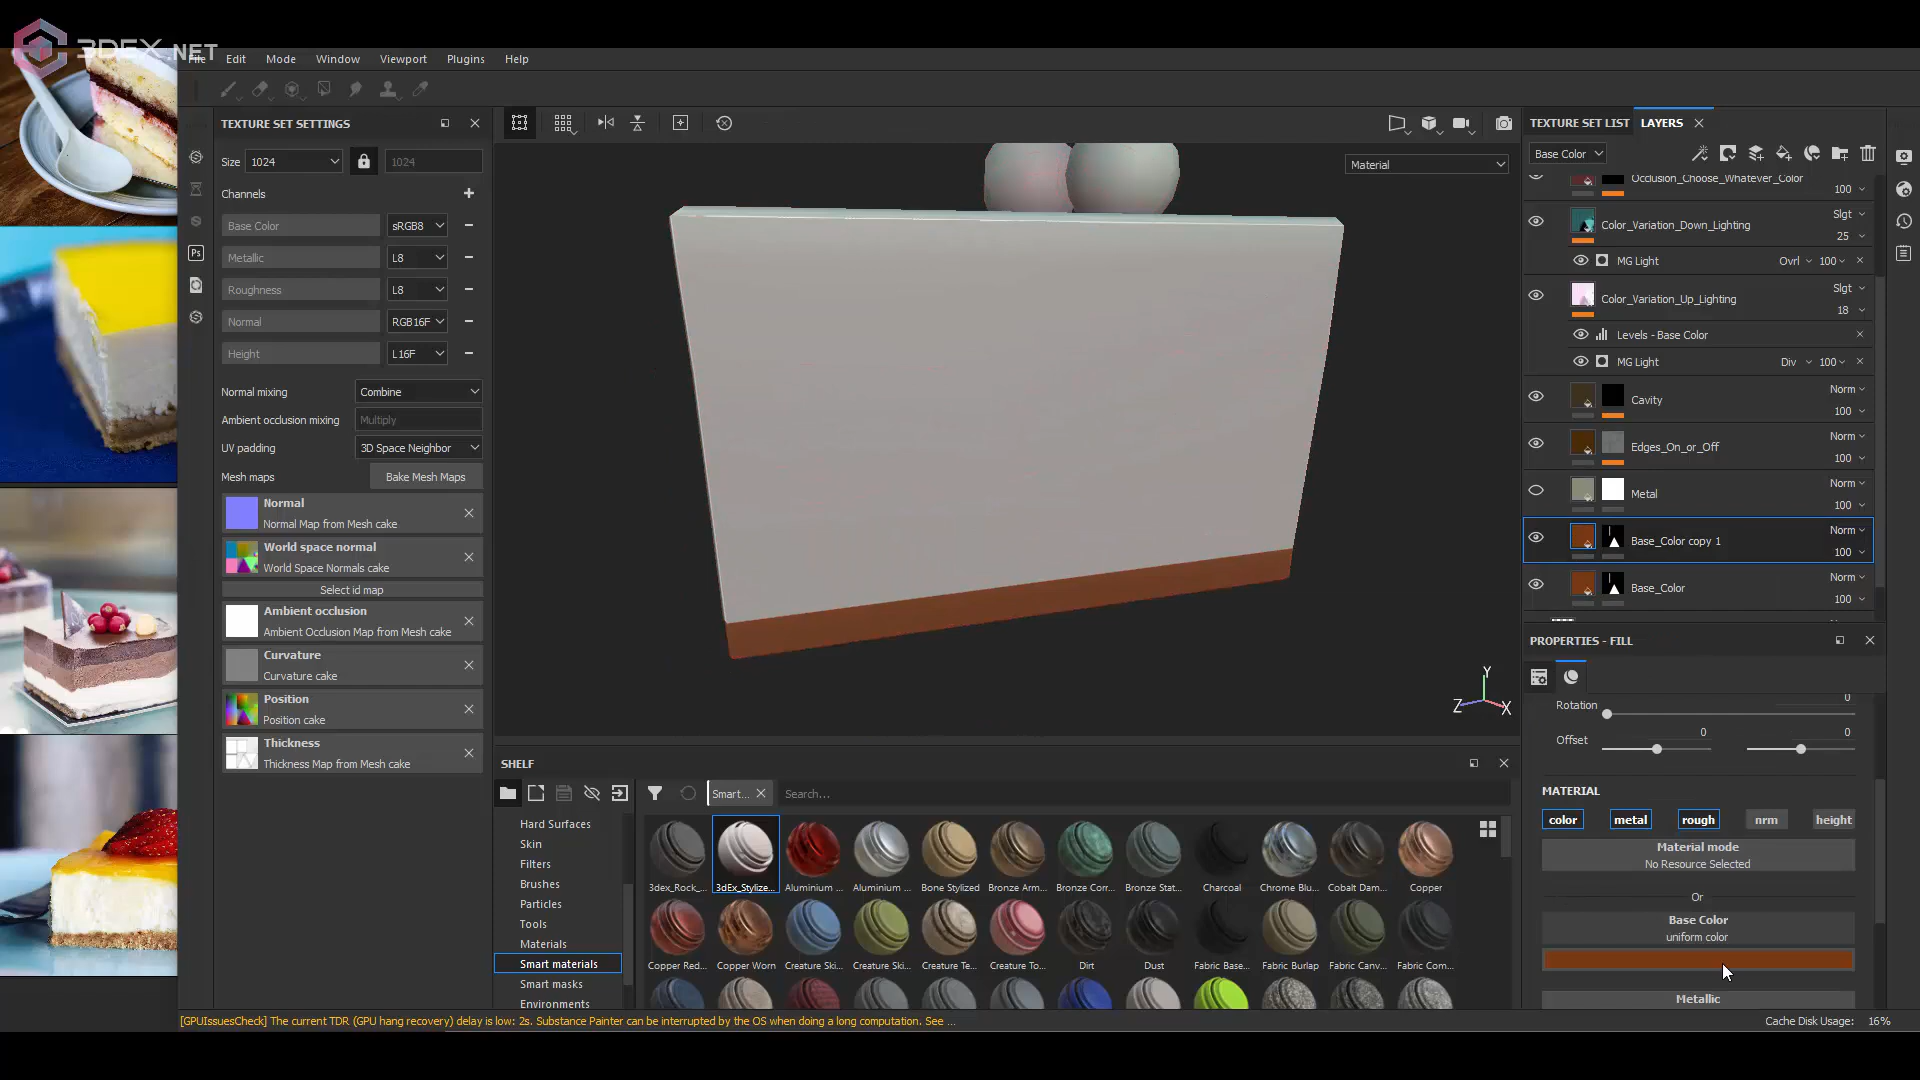 3DEX.NET
File Edit Mode Window Viewport Plugins Help
TEXTURE SET SETTINGS
Size 1024 1024
Channels
Base Color sRGB8
Metallic L8
Roughness L8
Normal RGB16F
Height L16F
Normal mixing Combine
Ambient occlusion mixing Multiply
UV padding 3D Space Neighbor
Mesh maps Bake Mesh Maps
Normal
Normal Map from Mesh cake
World space normal
World Space Normals cake
Select id map
Ambient occlusion
Ambient Occlusion Map from Mesh cake
Curvature
Curvature cake
Position
Position cake
Thickness
Thickness Map from Mesh cake
Ps
Material
Y
Z X
SHELF
Smart... Search...
Hard Surfaces
Skin
Filters
Brushes
Particles
Tools
Materials
Smart materials
Smart masks
Environments
3dex_Rock_... 3dEx_Stylize... Aluminium ... Aluminium ... Bone Stylized Bronze Arm... Bronze Corr... Bronze Stat... Charcoal Chrome Blu... Cobalt Dam... Copper
Copper Red... Copper Worn Creature Ski... Creature Ski... Creature Te... Creature To... Dirt Dust Fabric Base... Fabric Burlap Fabric Canv... Fabric Com...
TEXTURE SET LIST LAYERS
Base Color
Occlusion_Choose_Whatever_Color
100
Slgt
Color_Variation_Down_Lighting
25
MG Light Ovrl 100
Slgt
Color_Variation_Up_Lighting
18
Levels - Base Color
MG Light Div 100
Norm
Cavity
100
Norm
Edges_On_or_Off
100
Norm
Metal
100
Norm
Base_Color copy 1
100
Norm
Base_Color
100
PROPERTIES - FILL
0
Rotation
0 0
Offset
MATERIAL
color metal rough nrm height
Material mode
No Resource Selected
Or
Base Color
uniform color
Metallic
[GPUIssuesCheck] The current TDR (GPU hang recovery) delay is low: 2s. Substance Painter can be interrupted by the OS when doing a long computation. See ...
Cache Disk Usage: 16%